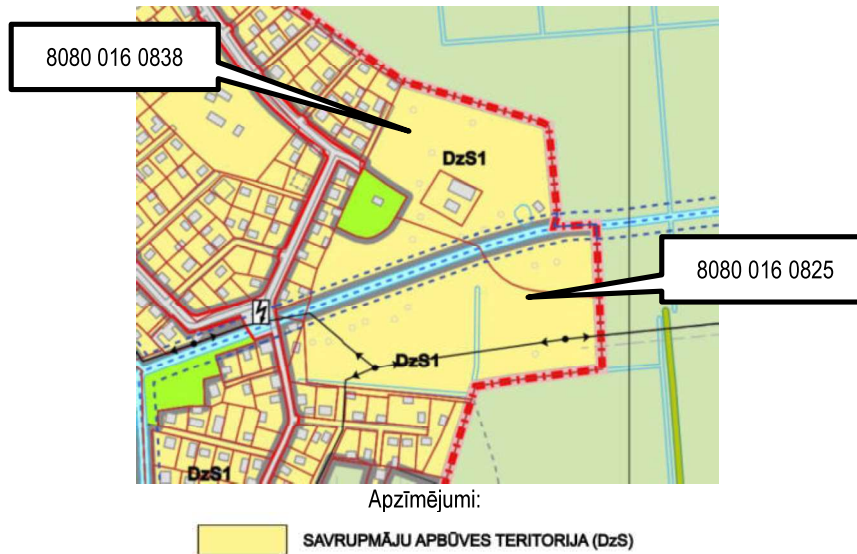 8080 016 0838
DzS1
8080 016 0825
DzS1
DzS1
Apzīmējumi:
SAVRUPMĀJU APBŪVES TERITORIJA (DzS)